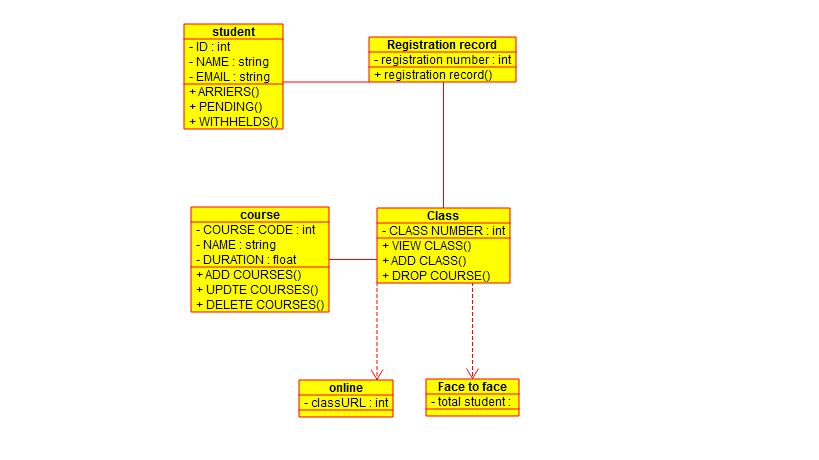 student
- ID : int
- NAME : string
- EMAIL : string
+ ARRIERS()
+ PENDING()
+ WITHHELDS()
Registration record
- registration number : int
+ registration record()
course
- COURSE CODE : int
- NAME : string
- DURATION : float
+ ADD COURSES()
+ UPDTE COURSES()
+ DELETE COURSES()
Class
- CLASS NUMBER : int
+ VIEW CLASS()
+ ADD CLASS()
+ DROP COURSE()
online
- classURL : int
Face to face
- total student :